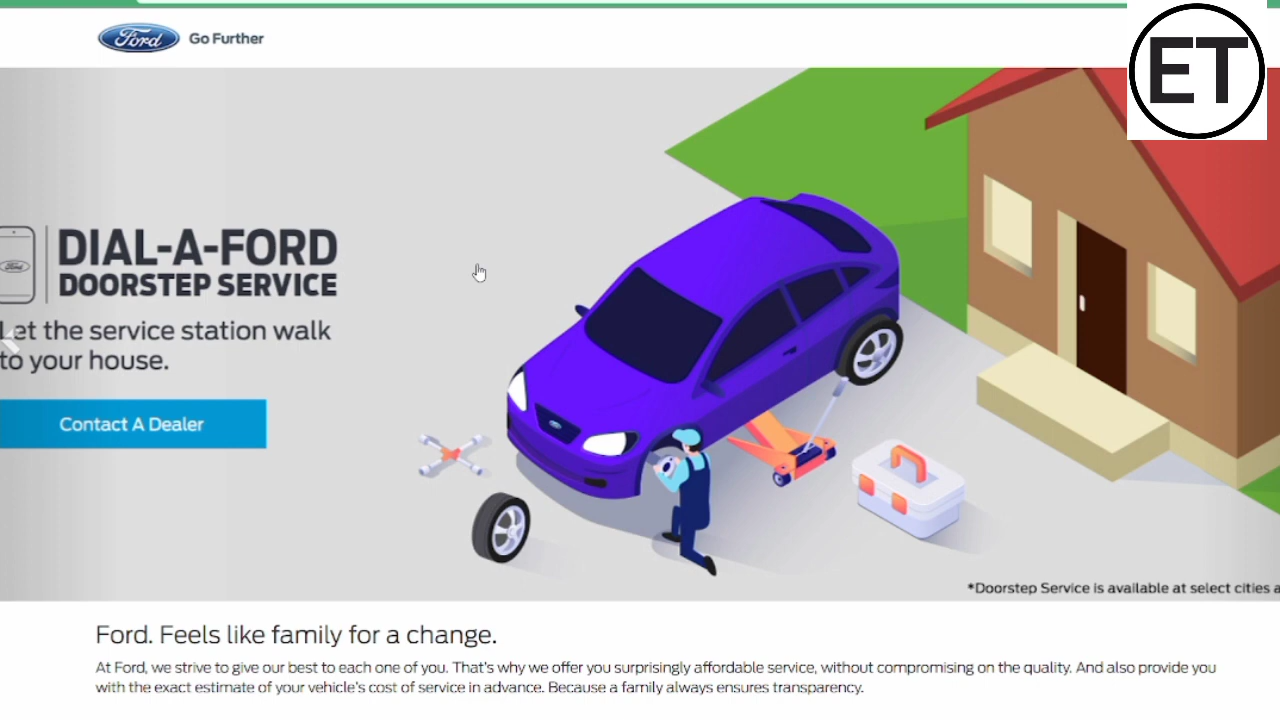 Ford Go Further
ET
DIAL-A-FORD
DOORSTEP SERVICE
Let the service station walk
to your house.
Contact A Dealer
*Doorstep Service is available at select cities
Ford. Feels like family for a change.
At Ford, we strive to give our best to each one of you. That's why we offer you surprisingly affordable service, without compromising on the quality. And also provide you
with the exact estimate of your vehicle's cost of service in advance. Because a family always ensures transparency.